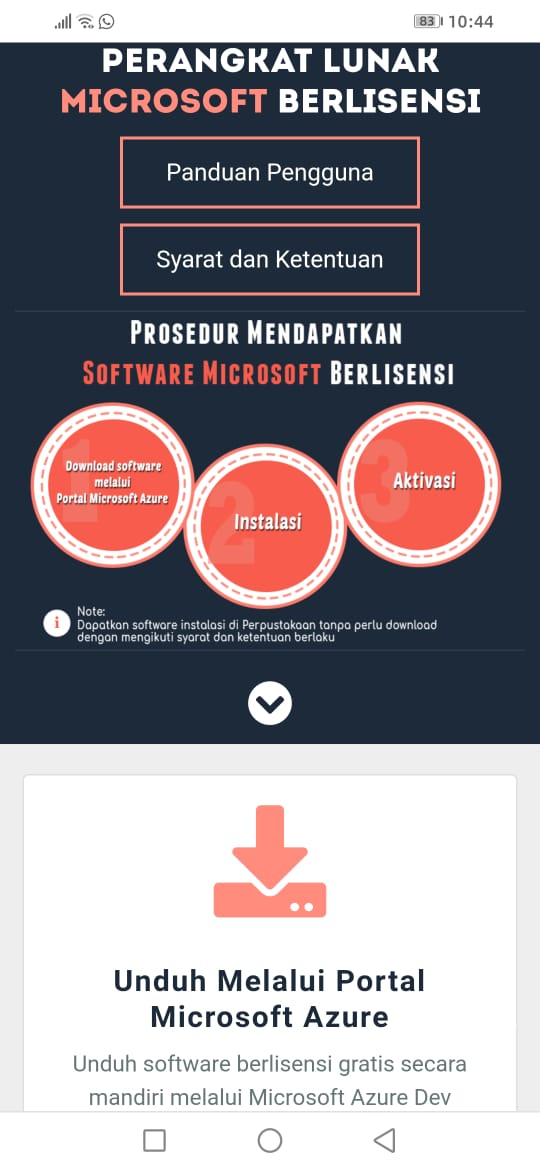 83
10:44
PERANGKAT LUNAK
MICROSOFT BERLISENSI
Panduan Pengguna
Syarat dan Ketentuan
PROSEDUR MENDAPATKAN
SOFTWARE MICROSOFT BERLISENSI
1
Download software
melalui
Portal Microsoft Azure
2
Instalasi
3
Aktivasi
i
Note:
Dapatkan software instalasi di Perpustakaan tanpa perlu download
dengan mengikuti syarat dan ketentuan berlaku
Unduh Melalui Portal
Microsoft Azure
Unduh software berlisensi gratis secara
mandiri melalui Microsoft Azure Dev